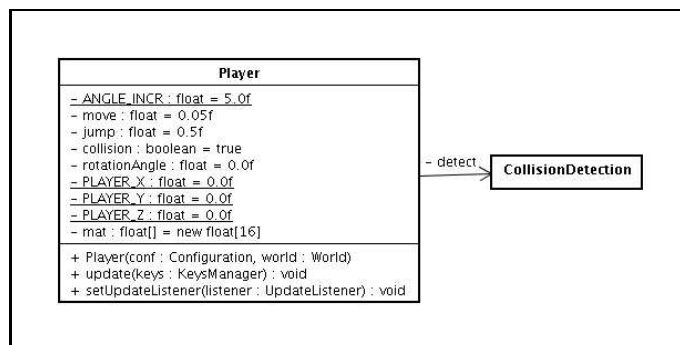 Player
- ANGLE_INCR : float = 5.0f
- move : float = 0.05f
- jump : float = 0.5f
- collision : boolean = true
- rotationAngle : float = 0.0f
- PLAYER_X : float = 0.0f
- PLAYER_Y : float = 0.0f
- PLAYER_Z : float = 0.0f
- mat : float[] = new float[16]
+ Player(conf : Configuration, world : World)
+ update(keys : KeysManager) : void
+ setUpdateListener(listener : UpdateListener) : void
- detect
CollisionDetection